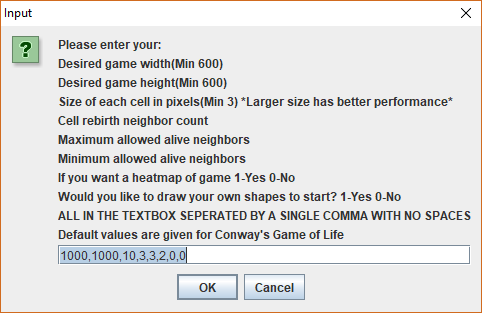 Input
Please enter your:
Desired game width(Min 600)
Desired game height(Min 600)
Size of each cell in pixels(Min 3) *Larger size has better performance*
Cell rebirth neighbor count
Maximum allowed alive neighbors
Minimum allowed alive neighbors
If you want a heatmap of game 1-Yes 0-No
Would you like to draw your own shapes to start? 1-Yes 0-No
ALL IN THE TEXTBOX SEPERATED BY A SINGLE COMMA WITH NO SPACES
Default values are given for Conway's Game of Life
1000,1000,10,3,3,2,0,0
OK Cancel